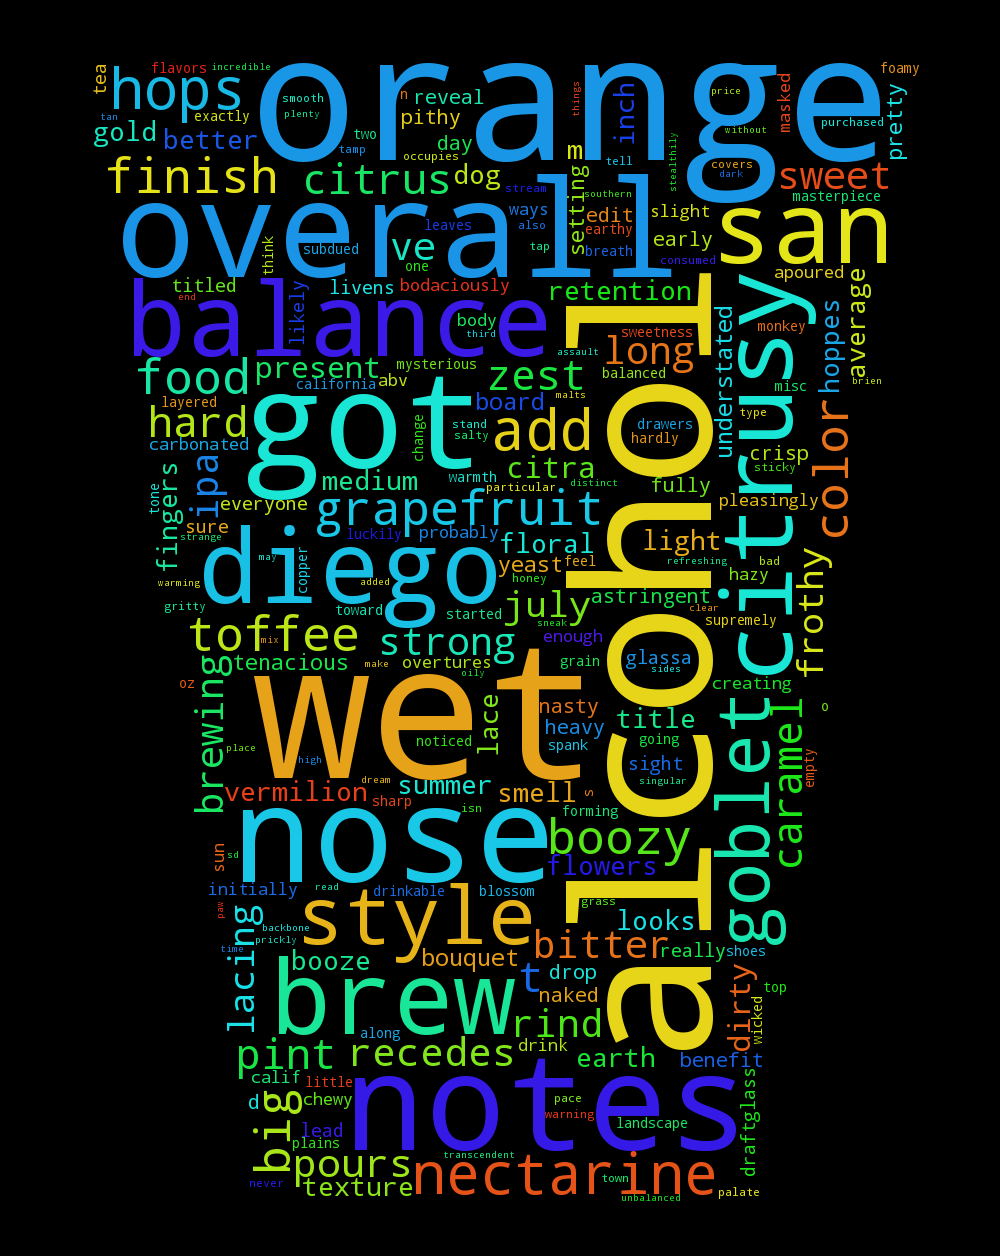 orange
tea
flavors
incredible
hops
smooth
plenty
tan
exactly
gold
better
n
reveal
pithy
two
day
tamp
occupies
things
inch
price
masked
foamy
purchased
pretty
without
finish
citrus
dog
m
tell
stealthily
covers
dark
sweet
masterpiece
overall
stream
southern
ways
also
setting
edit
earthy
slight
early
san
leaves
subdued
think
ve
one
tap
breath
consumed
apoured
titled
end
likely
livens
bodaciously
retention
balance
body
third
sweetness
understated
monkey
hoppes
average
food
present
mysterious
assault
long
balanced
california
abv
zest
misc
brien
layered
hard
got
board
malts
drawers
type
carbonated
change
stand
salty
add
hardly
crisp
color
ipa
medium
warmth
citra
sticky
tone
fingers
everyone
particular
distinct
fully
pleasingly
citrusy
alcohol
sure
grapefruit
strange
luckily
probably
floral
light
diego
copper
may
yeast
feel
refreshing
bad
hazy
warming
added
honey
frothy
gritty
toward
started
july
astringent
clear
supremely
toffee
mix
strong
sneak
enough
tenacious
make
overtures
grain
glassa
sides
oily
oz
brewing
wet
creating
lace
nasty
heavy
title
goblet
caramel
o
place
noticed
spank
going
high
sight
empty
dream
singular
vermilion
sharp
summer
smell
s
isn
forming
nose
boozy
sun
sd
flowers
initially
read
drinkable
blossom
style
grass
paw
looks
lacing
backbone
prickly
time
bitter
really
shoes
booze
bouquet
t
drop
dirty
top
brew
naked
wicked
along
rind
pint
recedes
drink
earth
benefit
calif
little
notes
d
chewy
pace
warning
draftglass
big
lead
landscape
plains
pours
transcendent
nectarine
never
texture
town
unbalanced
palate